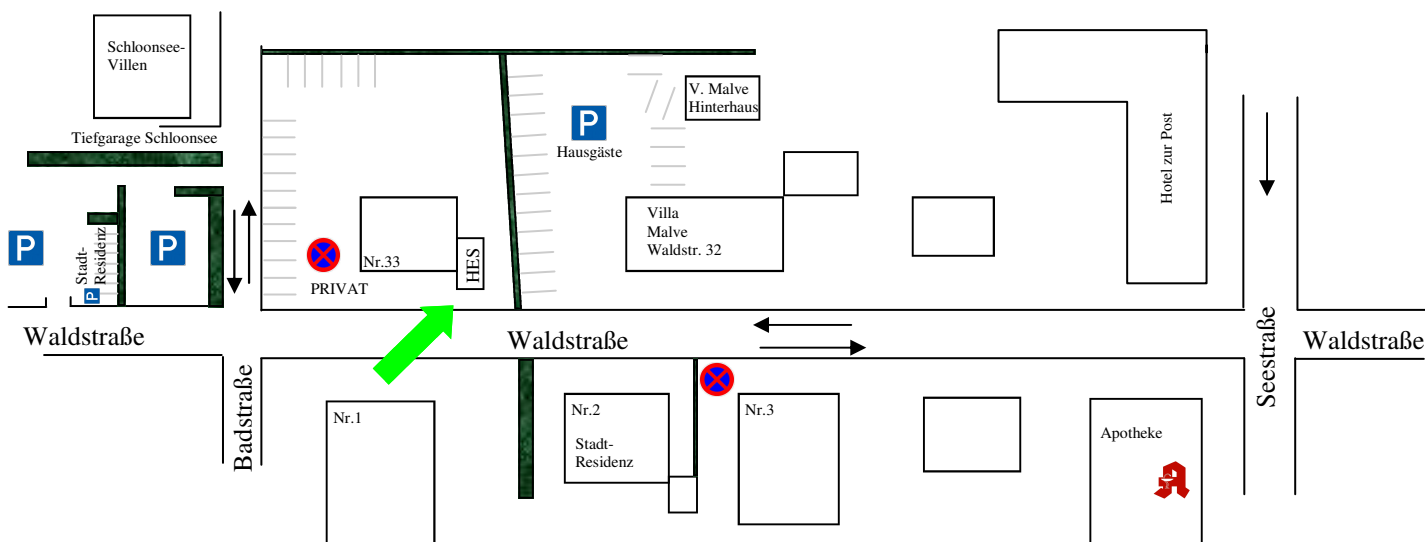 Schloonsee-
Villen
Tiefgarage Schloonsee
P
Stadt-
Residenz
P
P
Nr.33
HES
PRIVAT
P
Hausgäste
V. Malve
Hinterhaus
Villa
Malve
Waldstr. 32
Hotel zur Post
Waldstraße
Waldstraße
Waldstraße
Badstraße
Seestraße
Nr.1
Nr.2
Stadt-
Residenz
Nr.3
Apotheke
A